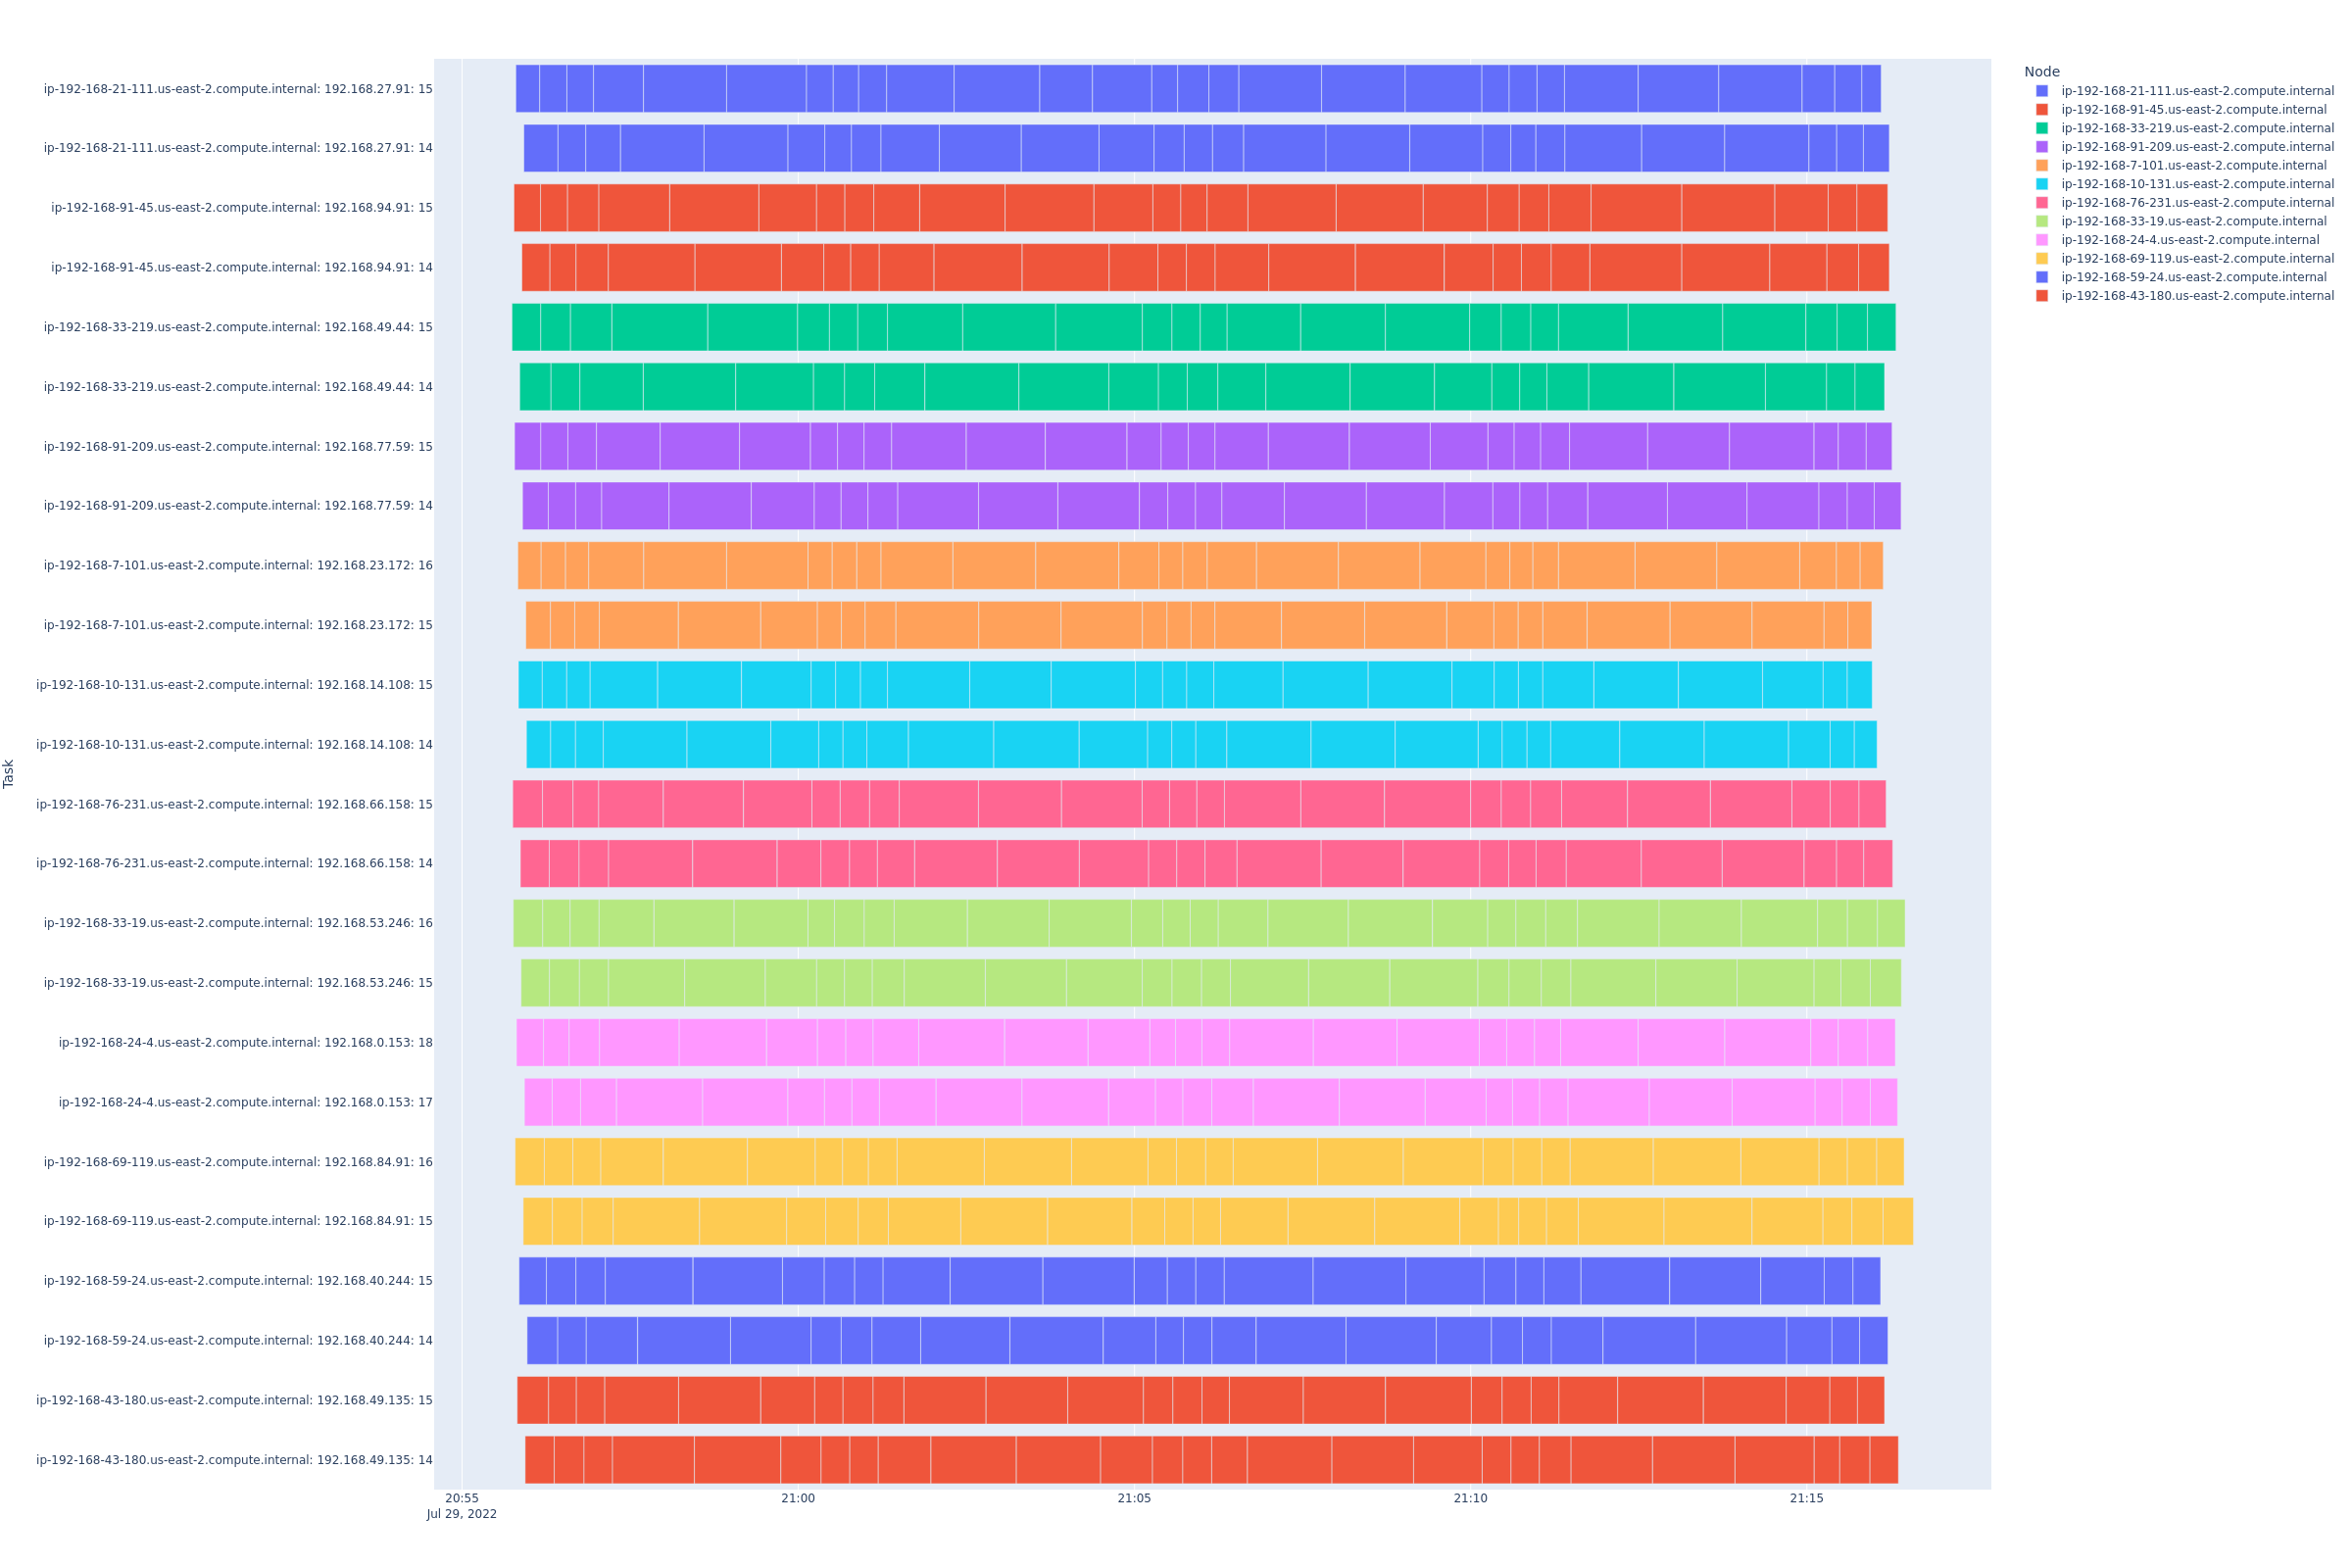 ip-192-168-21-111.us-east-2.compute.internal: 192.168.27.91: 15
ip-192-168-21-111.us-east-2.compute.internal: 192.168.27.91: 14
ip-192-168-91-45.us-east-2.compute.internal: 192.168.94.91: 15
ip-192-168-91-45.us-east-2.compute.internal: 192.168.94.91: 14
ip-192-168-33-219.us-east-2.compute.internal: 192.168.49.44: 15
ip-192-168-33-219.us-east-2.compute.internal: 192.168.49.44: 14
ip-192-168-91-209.us-east-2.compute.internal: 192.168.77.59: 15
ip-192-168-91-209.us-east-2.compute.internal: 192.168.77.59: 14
ip-192-168-7-101.us-east-2.compute.internal: 192.168.23.172: 16
ip-192-168-7-101.us-east-2.compute.internal: 192.168.23.172: 15
ip-192-168-10-131.us-east-2.compute.internal: 192.168.14.108: 15
ip-192-168-10-131.us-east-2.compute.internal: 192.168.14.108: 14
ip-192-168-76-231.us-east-2.compute.internal: 192.168.66.158: 15
ip-192-168-76-231.us-east-2.compute.internal: 192.168.66.158: 14
ip-192-168-33-19.us-east-2.compute.internal: 192.168.53.246: 16
ip-192-168-33-19.us-east-2.compute.internal: 192.168.53.246: 15
ip-192-168-24-4.us-east-2.compute.internal: 192.168.0.153: 18
ip-192-168-24-4.us-east-2.compute.internal: 192.168.0.153: 17
ip-192-168-69-119.us-east-2.compute.internal: 192.168.84.91: 16
ip-192-168-69-119.us-east-2.compute.internal: 192.168.84.91: 15
ip-192-168-59-24.us-east-2.compute.internal: 192.168.40.244: 15
ip-192-168-59-24.us-east-2.compute.internal: 192.168.40.244: 14
ip-192-168-43-180.us-east-2.compute.internal: 192.168.49.135: 15
ip-192-168-43-180.us-east-2.compute.internal: 192.168.49.135: 14
Task
20:55
Jul 29, 2022
21:00
21:05
21:10
21:15
Node
ip-192-168-21-111.us-east-2.compute.internal
ip-192-168-91-45.us-east-2.compute.internal
ip-192-168-33-219.us-east-2.compute.internal
ip-192-168-91-209.us-east-2.compute.internal
ip-192-168-7-101.us-east-2.compute.internal
ip-192-168-10-131.us-east-2.compute.internal
ip-192-168-76-231.us-east-2.compute.internal
ip-192-168-33-19.us-east-2.compute.internal
ip-192-168-24-4.us-east-2.compute.internal
ip-192-168-69-119.us-east-2.compute.internal
ip-192-168-59-24.us-east-2.compute.internal
ip-192-168-43-180.us-east-2.compute.internal